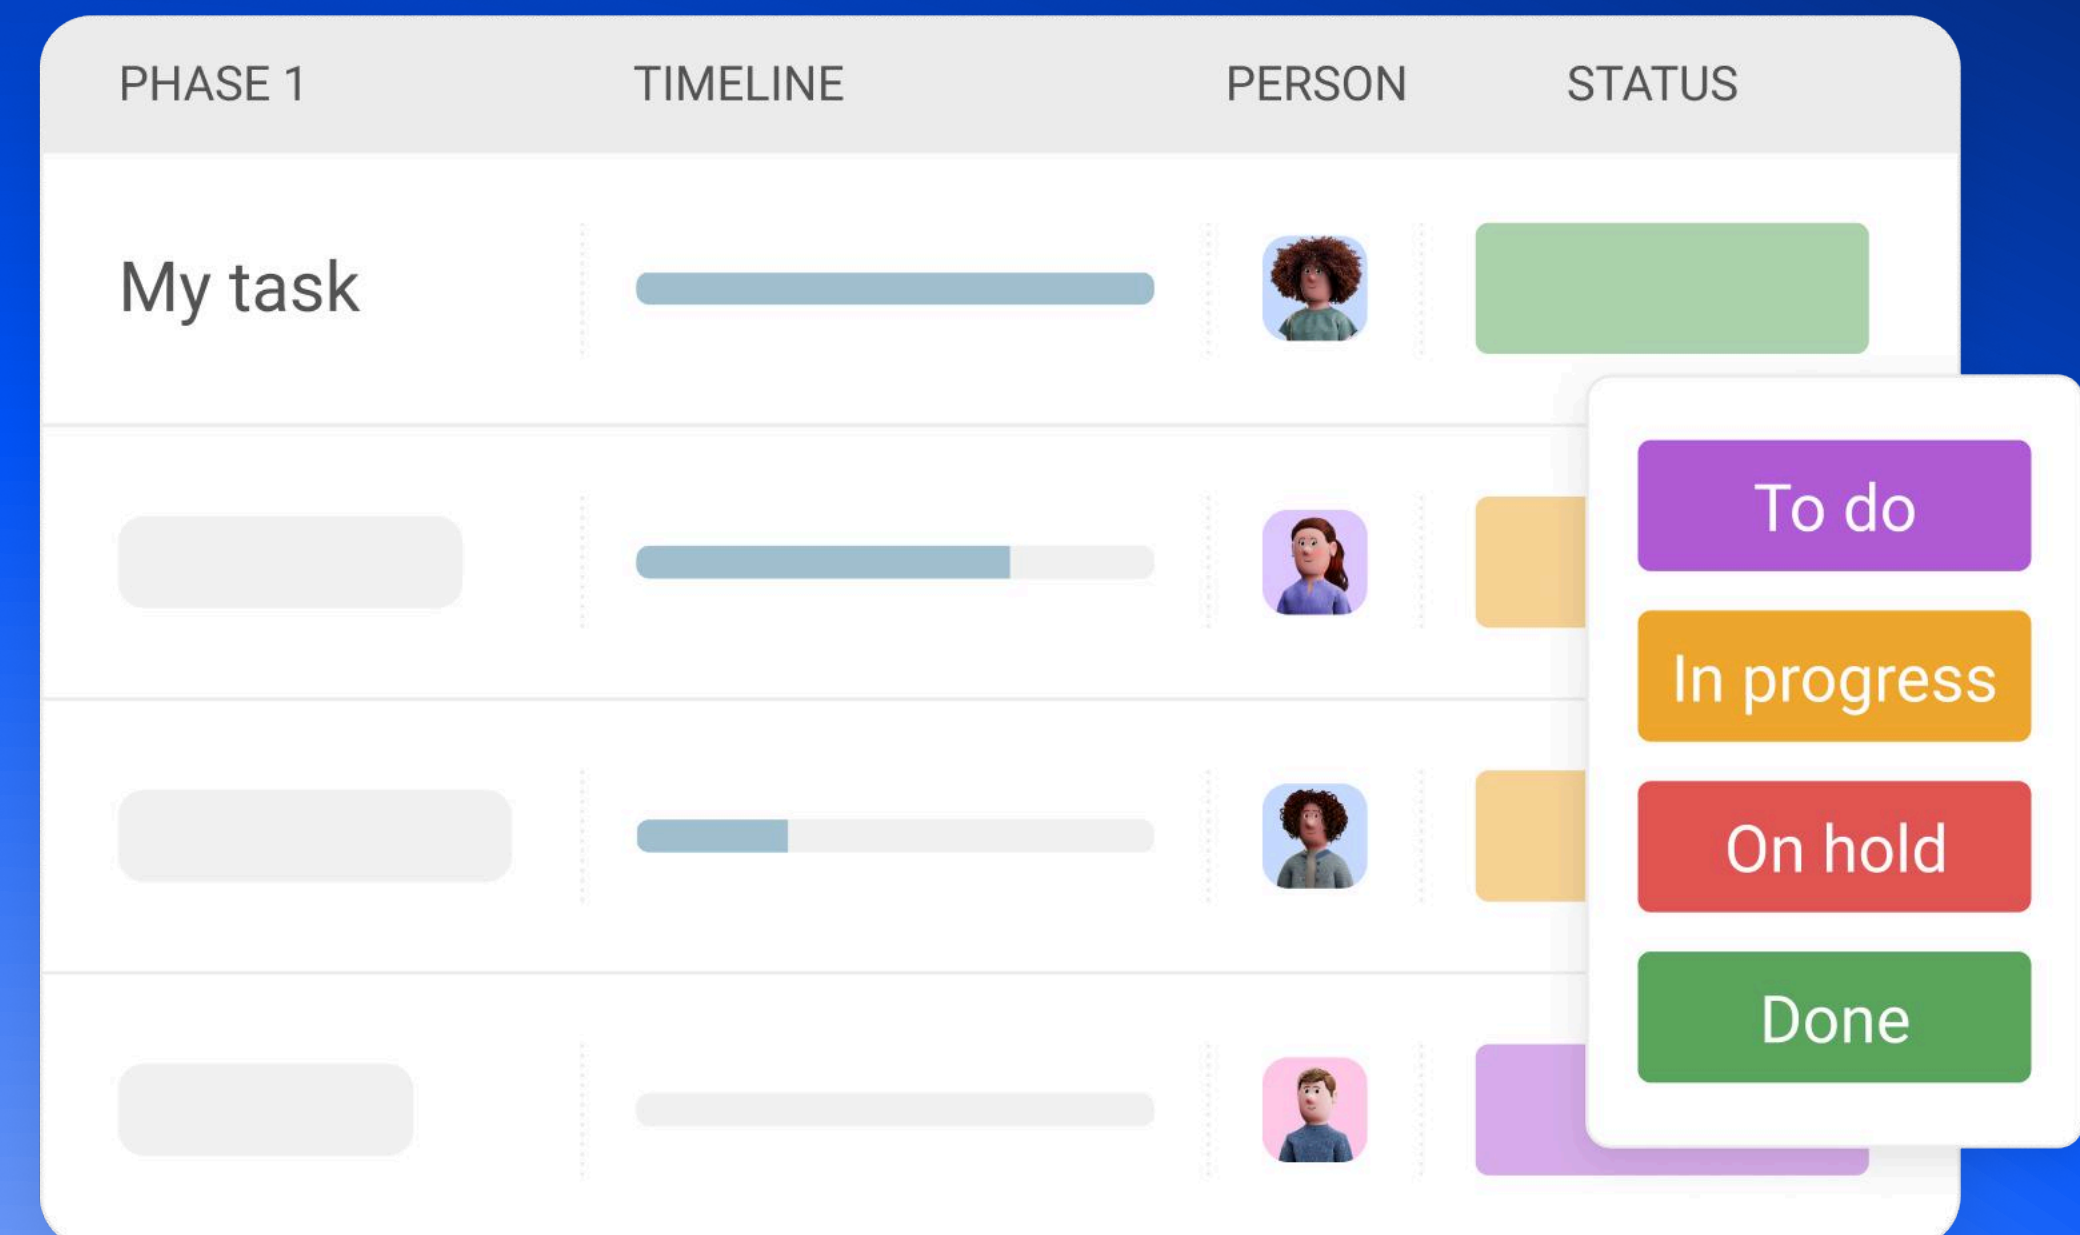 PHASE 1 TIMELINE PERSON STATUS
My task
To do
In progress
On hold
Done